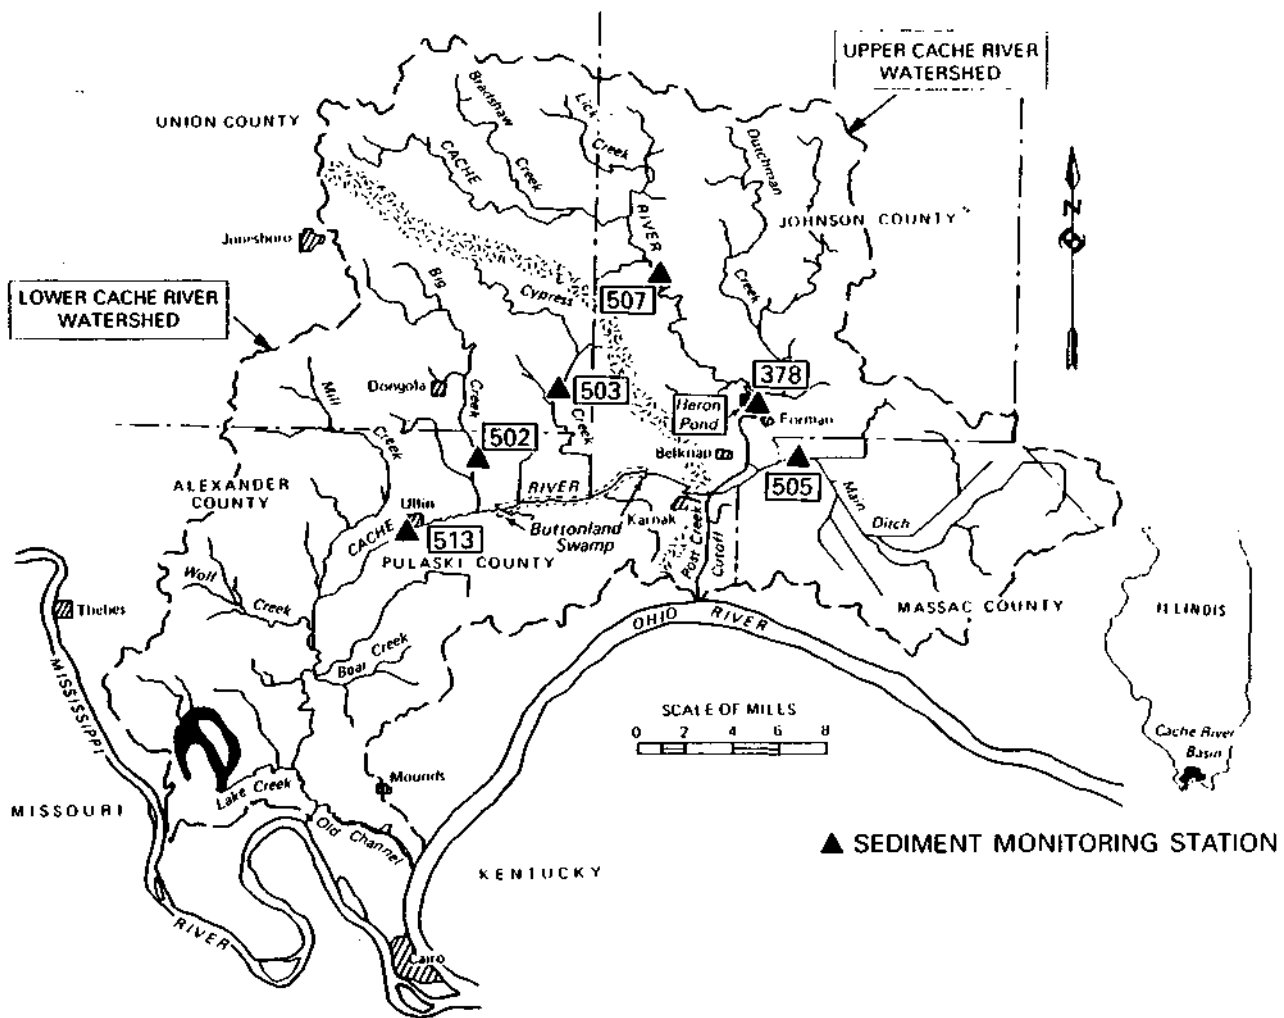 UPPER CACHE RIVER
WATERSHED
UNION COUNTY
Bradshaw
Creek
Lick
Creek
Dutchman
Creek
CACHE
RIVER
JOHNSON COUNTY
N
Jonesboro
LOWER CACHE RIVER
WATERSHED
Big
Creek
Cypress
Creek
507
378
503
502
505
513
Dongola
Mill
Creek
Heron
Pond
Forman
Belknap
ALEXANDER
COUNTY
Ullin
CACHE
RIVER
Buttonland
Swamp
Karnak
Post Creek
Cutoff
Main
Ditch
PULASKI COUNTY
Wolf
Creek
Thebes
MASSAC COUNTY
ILLINOIS
OHIO RIVER
Boar Creek
MISSISSIPPI
RIVER
SCALE OF MILES
0 2 4 6 8
Cache River
Basin
Mounds
Lake Creek
MISSOURI
Old Channel
KENTUCKY
▲ SEDIMENT MONITORING STATION
Cairo